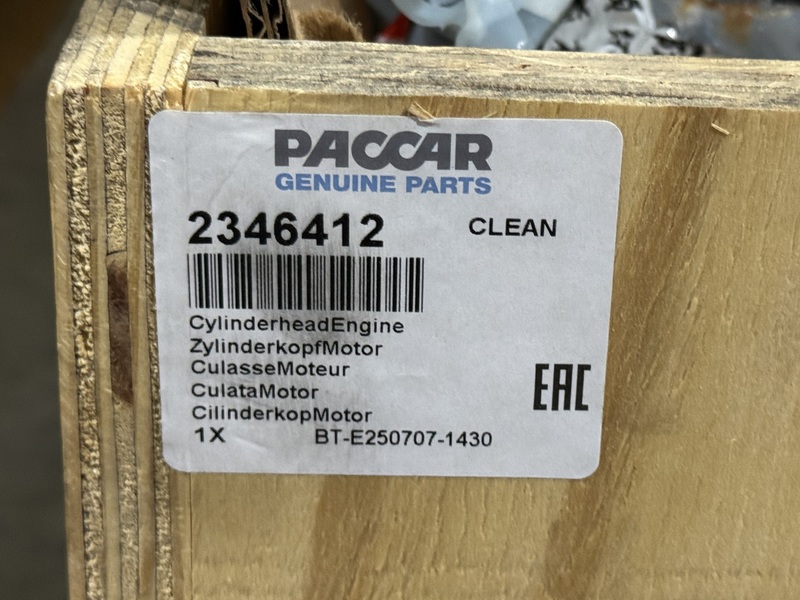 PACCAR
GENUINE PARTS
2346412 CLEAN
CylinderheadEngine
ZylinderkopfMotor
CulasseMoteur
CulataMotor
CilinderkopMotor
EAC
1X BT-E250707-1430